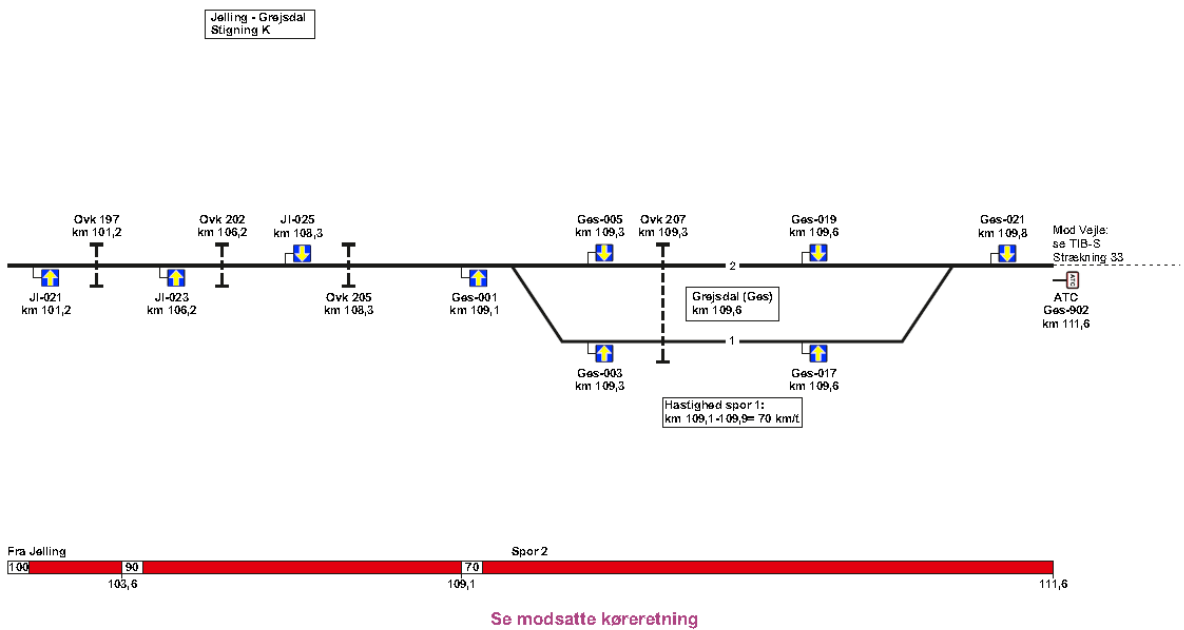 Jelling - Grejsdal
Stigning K
Ovk 197
km 101,2
Ovk 202
km 106,2
Jl-025
km 108,3
Ges-005
km 109,3
Ovk 207
km 109,3
Ges-019
km 109,6
Ges-021
km 109,8
Mod Vejle:
se TIB-S
Strækning 33
2
Jl-021
km 101,2
Jl-023
km 106,2
Ovk 205
km 108,3
Ges-001
km 109,1
Grejsdal (Ges)
km 109,6
ATC
ATC
Ges-902
km 111,6
1
Ges-003
km 109,3
Ges-017
km 109,6
Hastighed spor 1:
km 109,1-109,9= 70 km/t.
Fra Jelling
Spor 2
100
90
70
103,6
109,1
111,6
Se modsatte køreretning